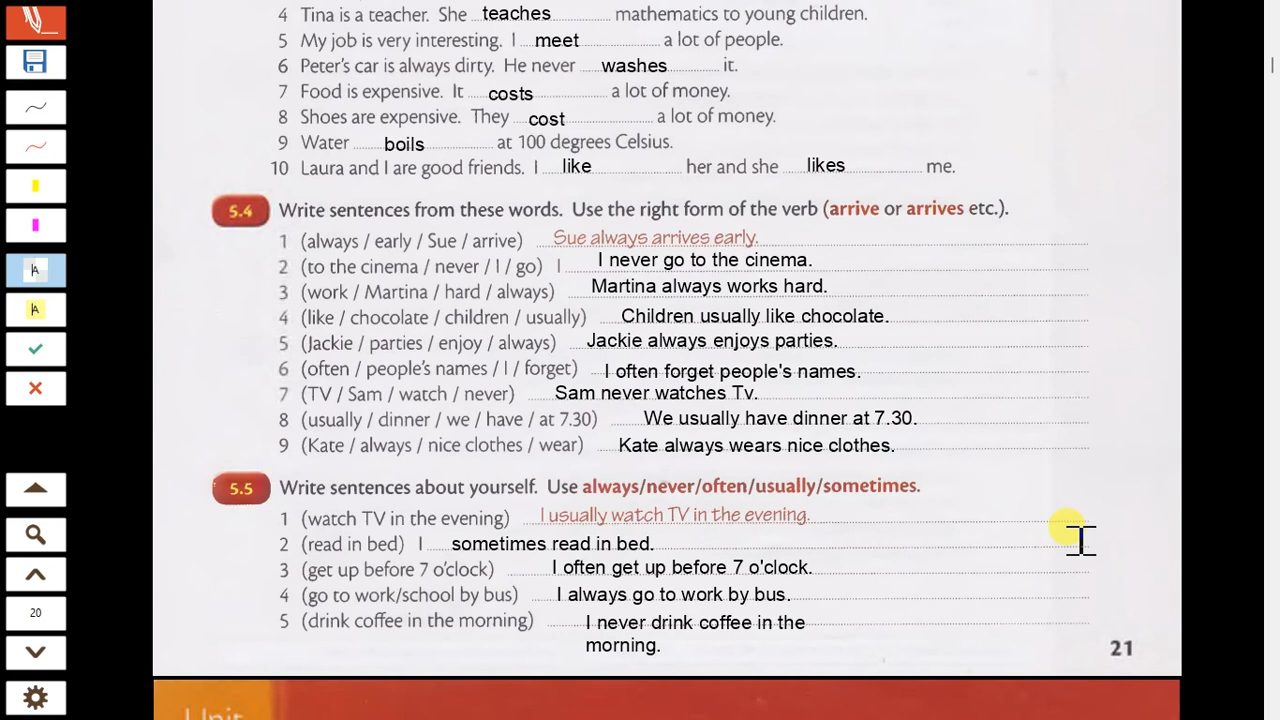 4 Tina is a teacher. She teaches mathematics to young children.
5 My job is very interesting. I meet a lot of people.
6 Peter's car is always dirty. He never washes it.
7 Food is expensive. It costs a lot of money.
8 Shoes are expensive. They cost a lot of money.
9 Water boils at 100 degrees Celsius.
10 Laura and I are good friends. I like her and she likes me.
5.4 Write sentences from these words. Use the right form of the verb (arrive or arrives etc.).
1 (always / early / Sue / arrive) Sue always arrives early.
2 (to the cinema / never / I / go) I I never go to the cinema.
3 (work / Martina / hard / always) Martina always works hard.
4 (like / chocolate / children / usually) Children usually like chocolate.
5 (Jackie / parties / enjoy / always) Jackie always enjoys parties.
6 (often / people's names / I / forget) I often forget people's names.
7 (TV / Sam / watch / never) Sam never watches Tv.
8 (usually / dinner / we / have / at 7.30) We usually have dinner at 7.30.
9 (Kate / always / nice clothes / wear) Kate always wears nice clothes.
5.5 Write sentences about yourself. Use always/never/often/usually/sometimes.
1 (watch TV in the evening) I usually watch TV in the evening.
2 (read in bed) I sometimes read in bed.
3 (get up before 7 o'clock) I often get up before 7 o'clock.
4 (go to work/school by bus) I always go to work by bus.
5 (drink coffee in the morning) I never drink coffee in the
morning.
20
21
Unit